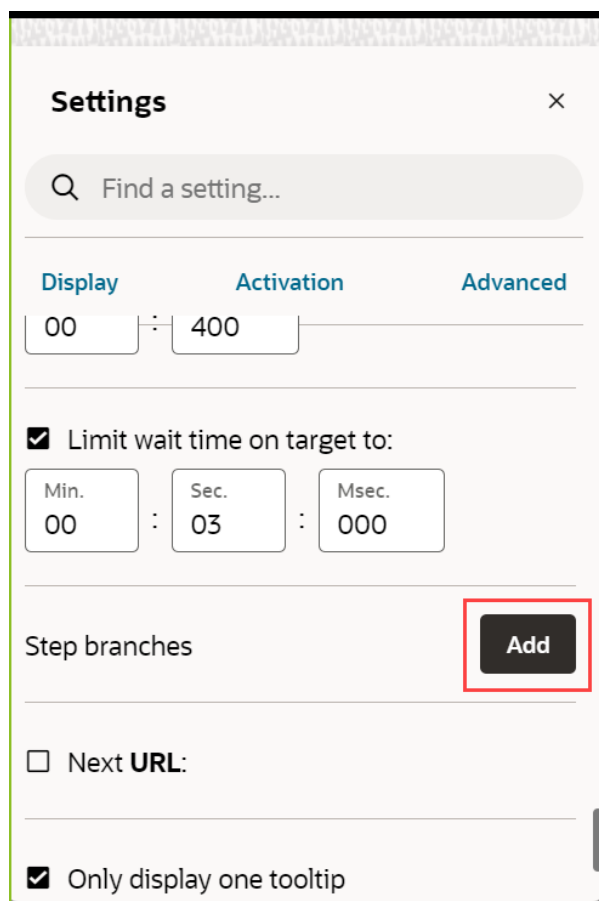 Settings
Find a setting...
Display Activation Advanced
00 : 400
Limit wait time on target to:
Min. Sec. Msec.
00 : 03 : 000
Step branches Add
Next URL:
Only display one tooltip